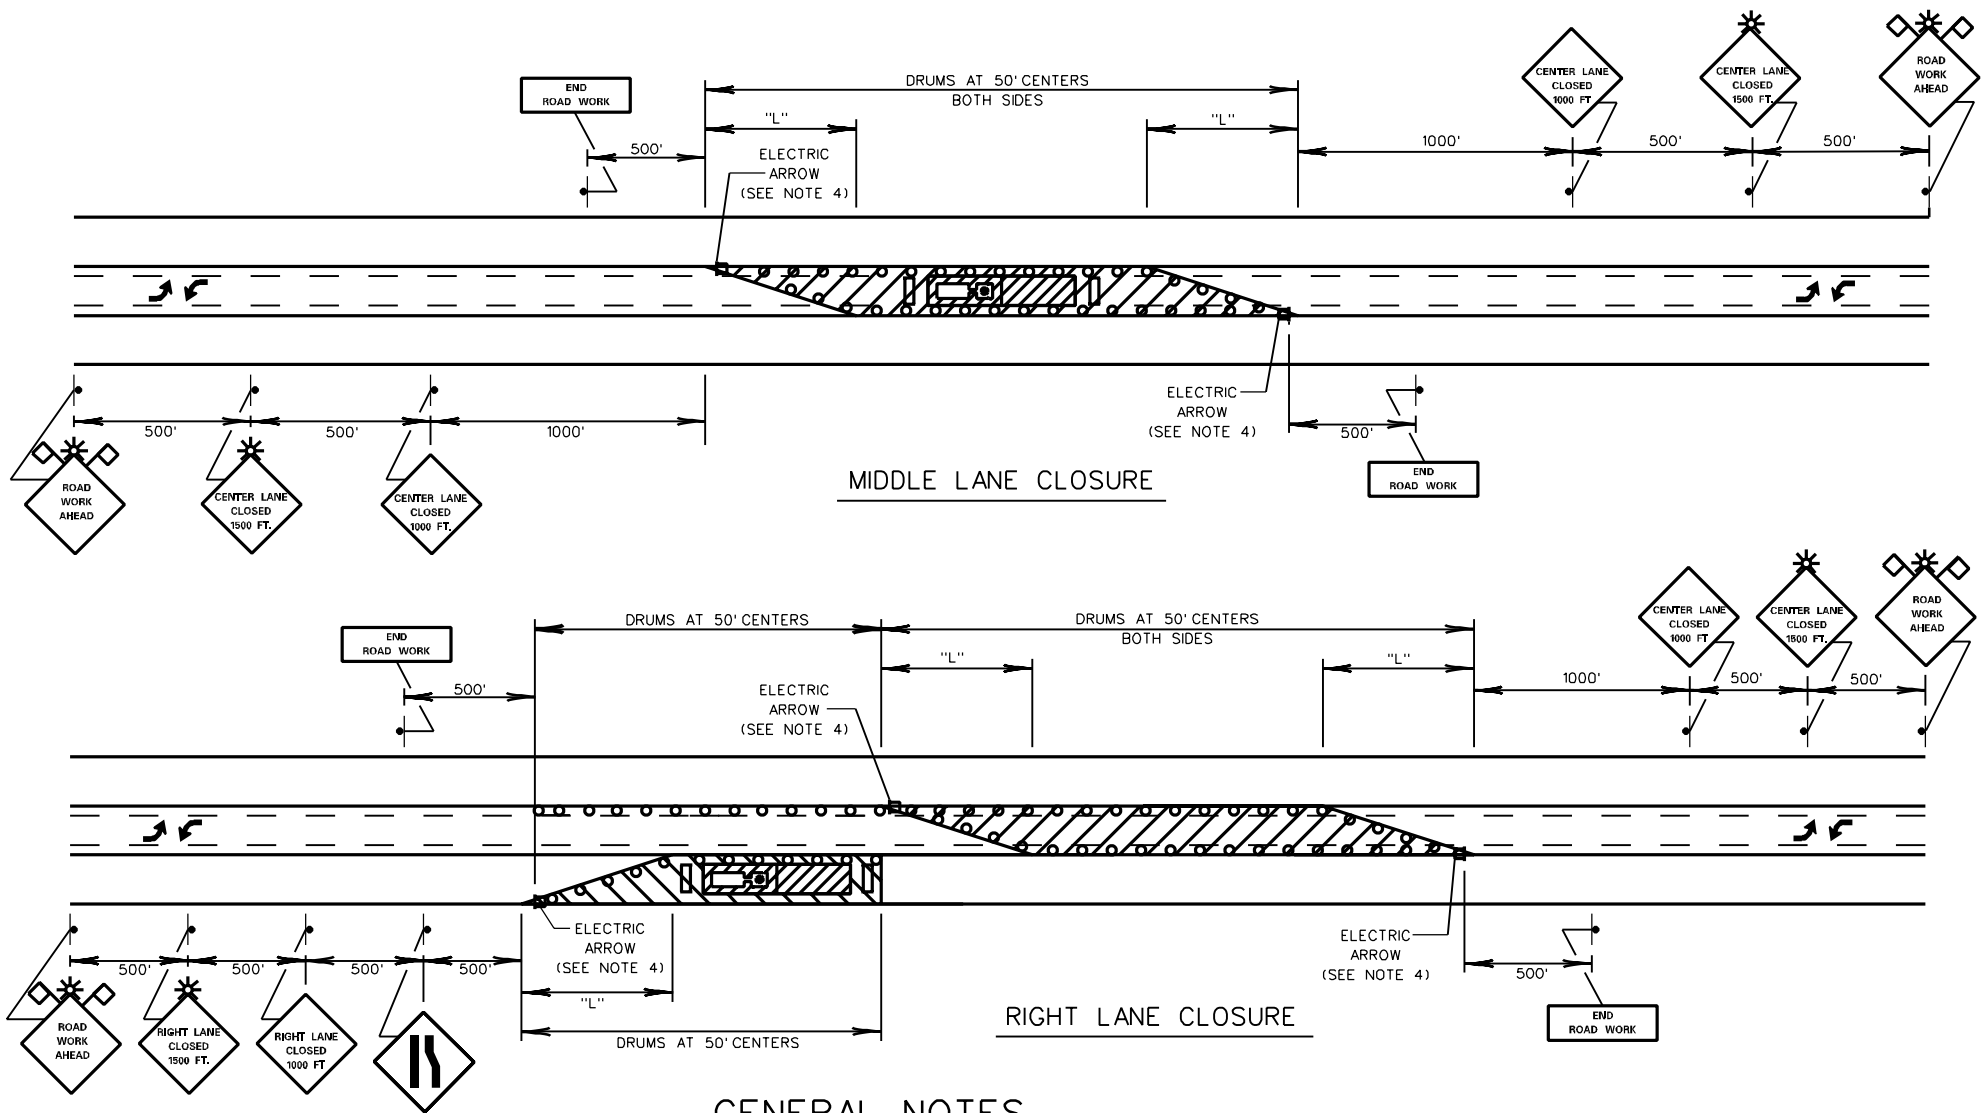 END
ROAD WORK
DRUMS AT 50' CENTERS
BOTH SIDES
CENTER LANE
CLOSED
1000 FT
CENTER LANE
CLOSED
1500 FT.
ROAD
WORK
AHEAD
"L"
"L"
500'
ELECTRIC
ARROW
(SEE NOTE 4)
1000'
500'
500'
ELECTRIC
ARROW
(SEE NOTE 4)
500'
500'
500'
1000'
END
ROAD WORK
ROAD
WORK
AHEAD
CENTER LANE
CLOSED
1500 FT.
CENTER LANE
CLOSED
1000 FT
MIDDLE LANE CLOSURE
END
ROAD WORK
DRUMS AT 50' CENTERS
DRUMS AT 50' CENTERS
BOTH SIDES
CENTER LANE
CLOSED
1000 FT
CENTER LANE
CLOSED
1500 FT.
ROAD
WORK
AHEAD
"L"
"L"
500'
ELECTRIC
ARROW
(SEE NOTE 4)
1000'
500'
500'
ELECTRIC
ARROW
(SEE NOTE 4)
ELECTRIC
ARROW
(SEE NOTE 4)
500'
500'
500'
500'
500'
"L"
DRUMS AT 50' CENTERS
END
ROAD WORK
ROAD
WORK
AHEAD
RIGHT LANE
CLOSED
1500 FT.
RIGHT LANE
CLOSED
1000 FT
RIGHT LANE CLOSURE
GENERAL NOTES